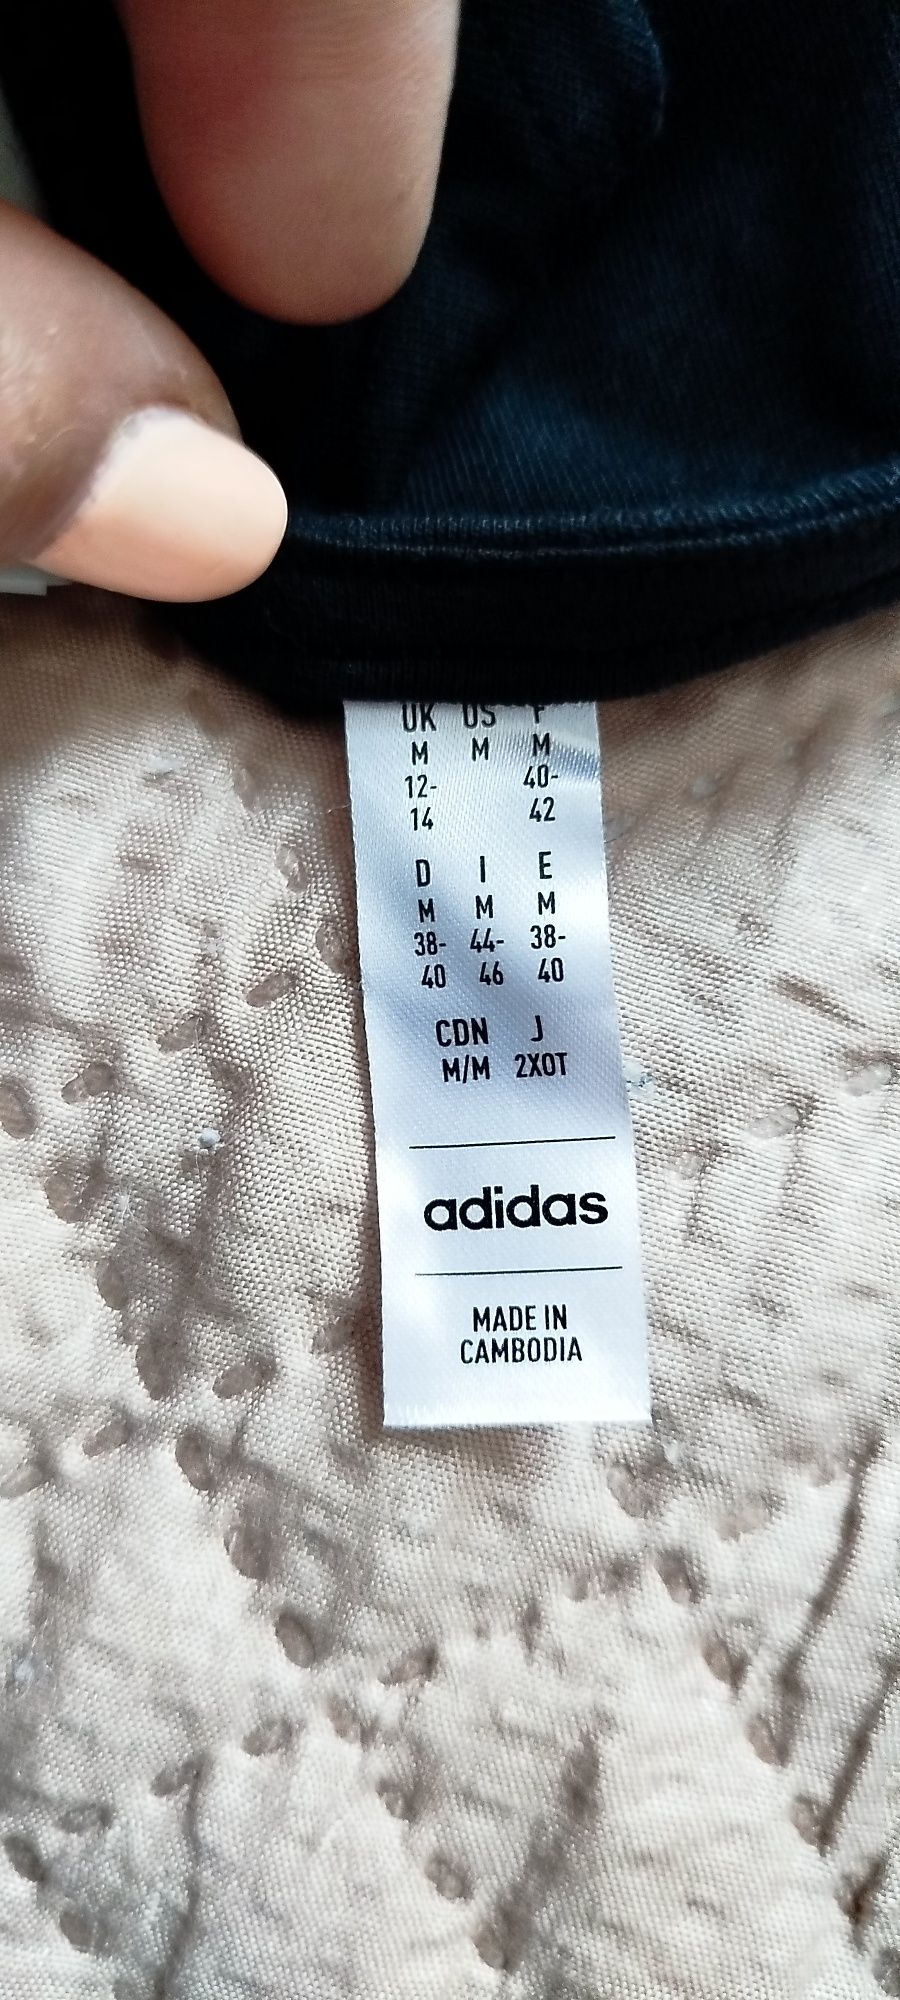 UK US F
M M M
12- 40-
14 42
D I E
M M M
38- 44- 38-
40 46 40
CDN J
M/M 2XOT
adidas
MADE IN
CAMBODIA